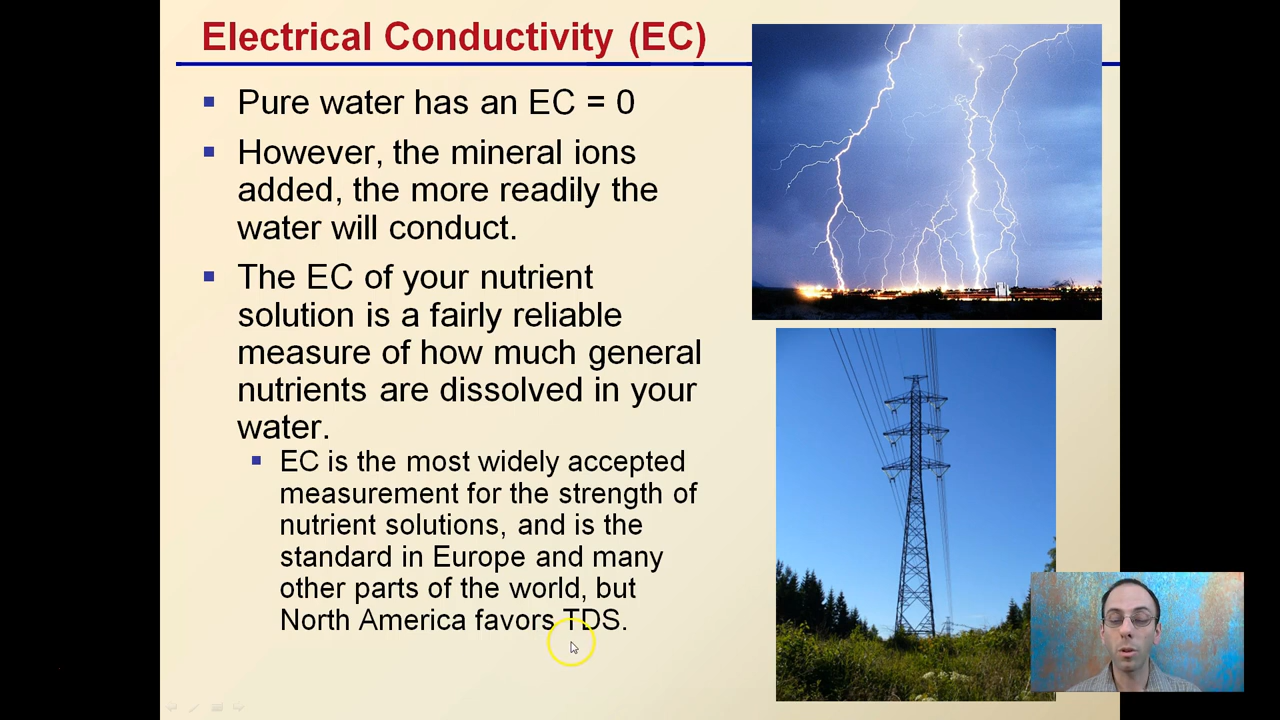 Electrical Conductivity (EC)
Pure water has an EC = 0
However, the mineral ions
added, the more readily the
water will conduct.
The EC of your nutrient
solution is a fairly reliable
measure of how much general
nutrients are dissolved in your
water.
EC is the most widely accepted
measurement for the strength of
nutrient solutions, and is the
standard in Europe and many
other parts of the world, but
North America favors TDS.